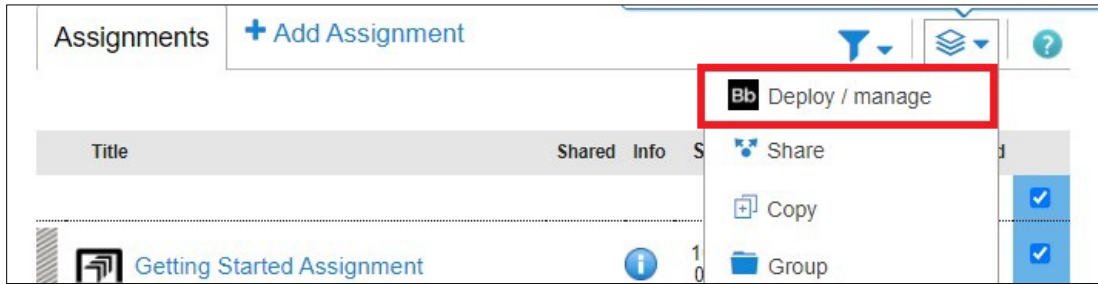 Assignments + Add Assignment
Bb Deploy / manage
Title Shared Info
Share
Copy
Getting Started Assignment
Group